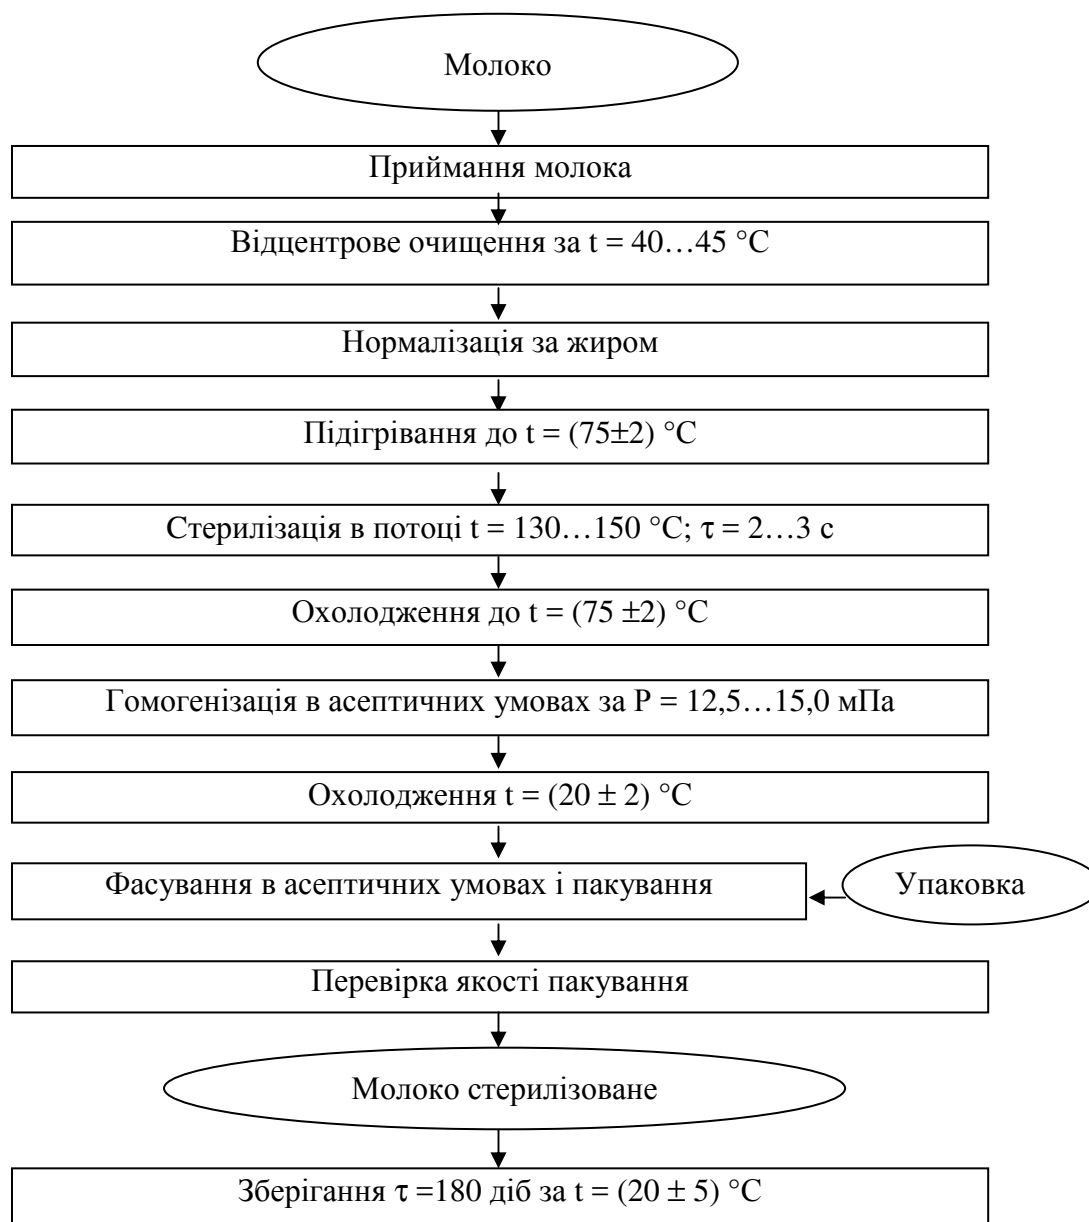 Молоко
Приймання молока
Відцентрове очищення за t = 40…45 °C
Нормалізація за жиром
Підігрівання до t = (75±2) °C
Стерилізація в потоці t = 130…150 °C; τ = 2…3 с
Охолодження до t = (75 ±2) °C
Гомогенізація в асептичних умовах за P = 12,5…15,0 мПа
Охолодження t = (20 ± 2) °C
Фасування в асептичних умовах і пакування
Упаковка
Перевірка якості пакування
Молоко стерилізоване
Зберігання τ =180 діб за t = (20 ± 5) °C